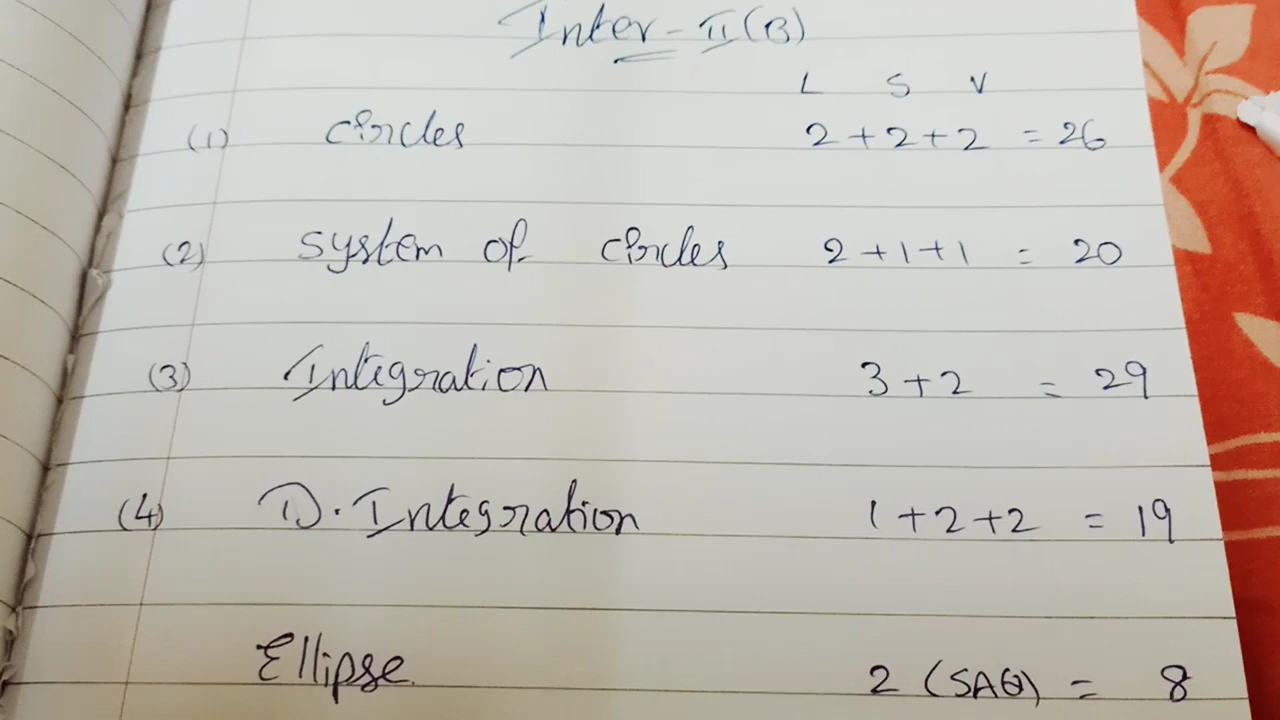 Inter - II (B)
L S V
(1) circles 2 + 2 + 2 = 26
(2) system of circles 2 + 1 + 1 = 20
(3) Integration 3 + 2 = 29
(4) D. Integration 1 + 2 + 2 = 19
Ellipse 2 (SAQ) = 8